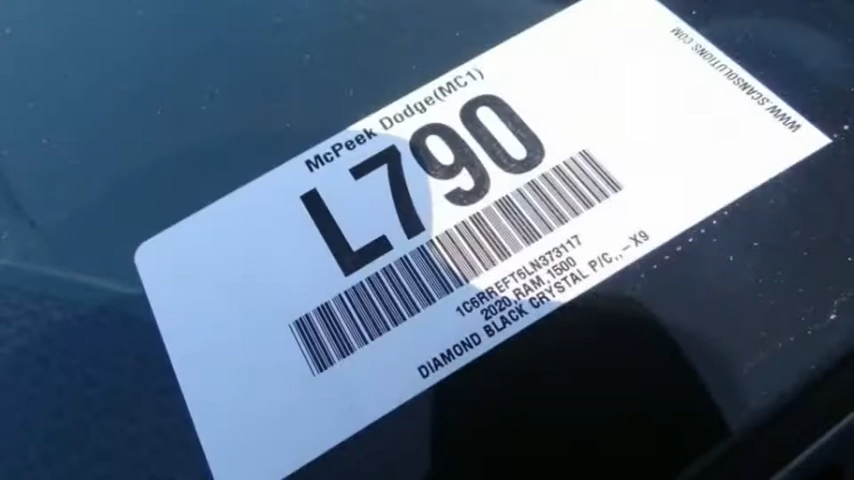 McPeek Dodge(MC1)
L790
1C6RREFT6LN373117
2020,RAM,1500
DIAMOND BLACK CRYSTAL P/C,,-X9
WWW.SCANSOLUTIONS.COM